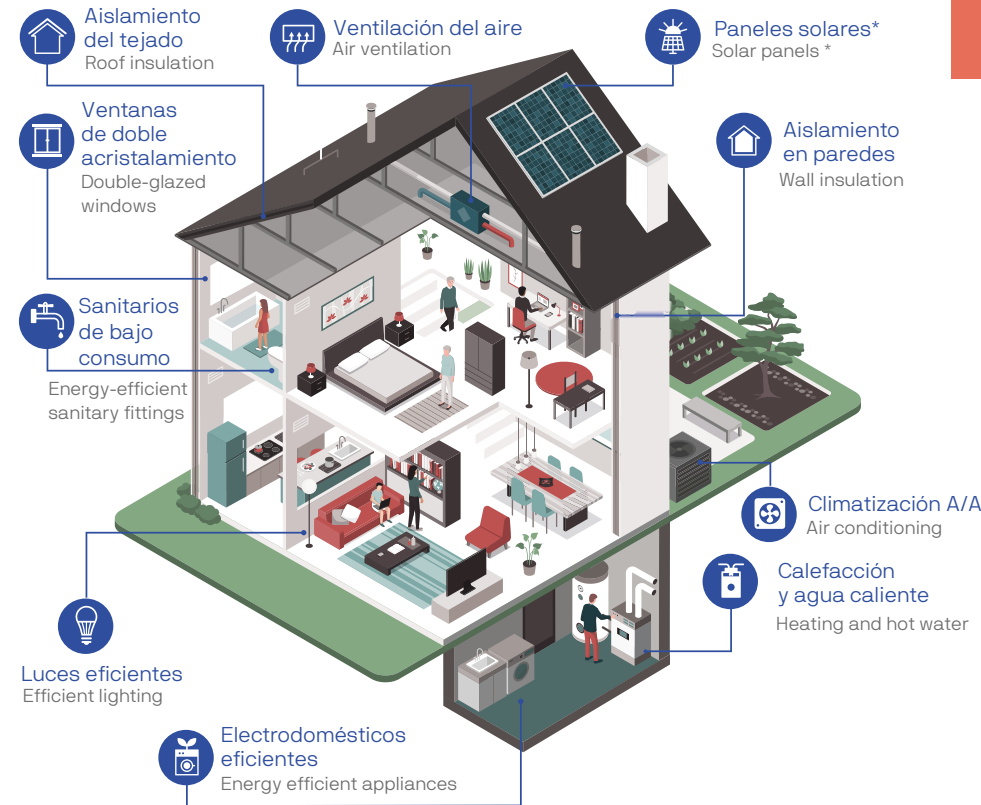 Aislamiento
del tejado
Roof insulation
Ventilación del aire
Air ventilation
Paneles solares*
Solar panels *
Ventanas
de doble
acristalamiento
Double-glazed
windows
Aislamiento
en paredes
Wall insulation
Sanitarios
de bajo
consumo
Energy-efficient
sanitary fittings
Climatización A/A
Air conditioning
Calefacción
y agua caliente
Heating and hot water
Luces eficientes
Efficient lighting
Electrodomésticos
eficientes
Energy efficient appliances